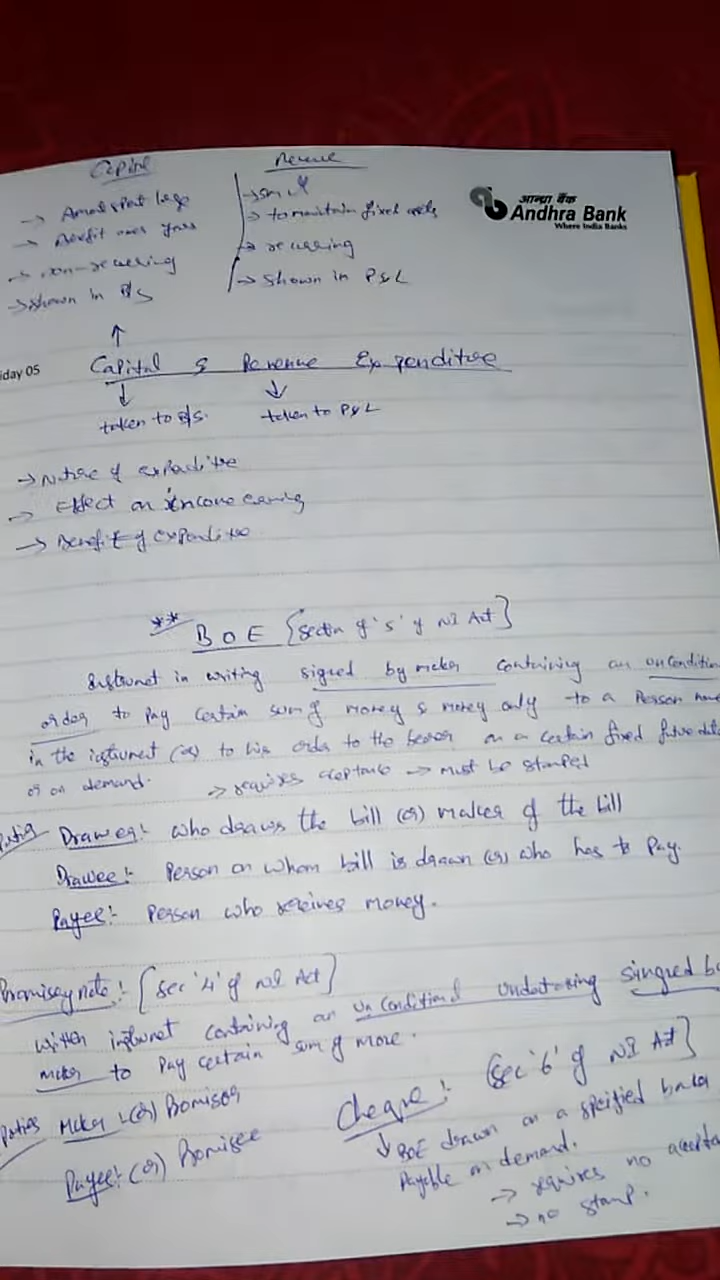 Capital
Revenue
→ Amount spent large
→ small
→ Benefit over years
→ to maintain fixed assets
→ non-recurring
→ recurring
→ shown in B/S
→ shown in P&L
आन्ध्रा बैंक
Andhra Bank
Where India Banks
iday 05
Capital & Revenue Expenditure
taken to B/S.
taken to P&L
→ Nature of expenditure
→ Effect on income earning
→ Benefit of expenditure
** BOE [section of '5' of NI Act]
Instrument in writing signed by maker containing an unCondition
order to Pay Certain sum of money & money only to a Person name
in the instrument (or) to his order to the bearer on a certain fixed future date
or on demand. → requires acceptance → must be stamped
Parties Drawer:- who draws the bill (or) maker of the bill
Drawee:- Person on whom bill is drawn (or) who has to Pay.
Payee:- Person who receives money.
Promisey note:- [sec '4' of NI Act]
written instrument containing an unConditional undertaking singned by
maker to Pay certain sum of money.
Parties Maker:- (or) Promisor
Payee:- (or) Promisee
Cheque:- [sec '6' of NI Act]
BOE drawn on a specified banker
Payable on demand.
→ requires no accepta
→ no stamp.